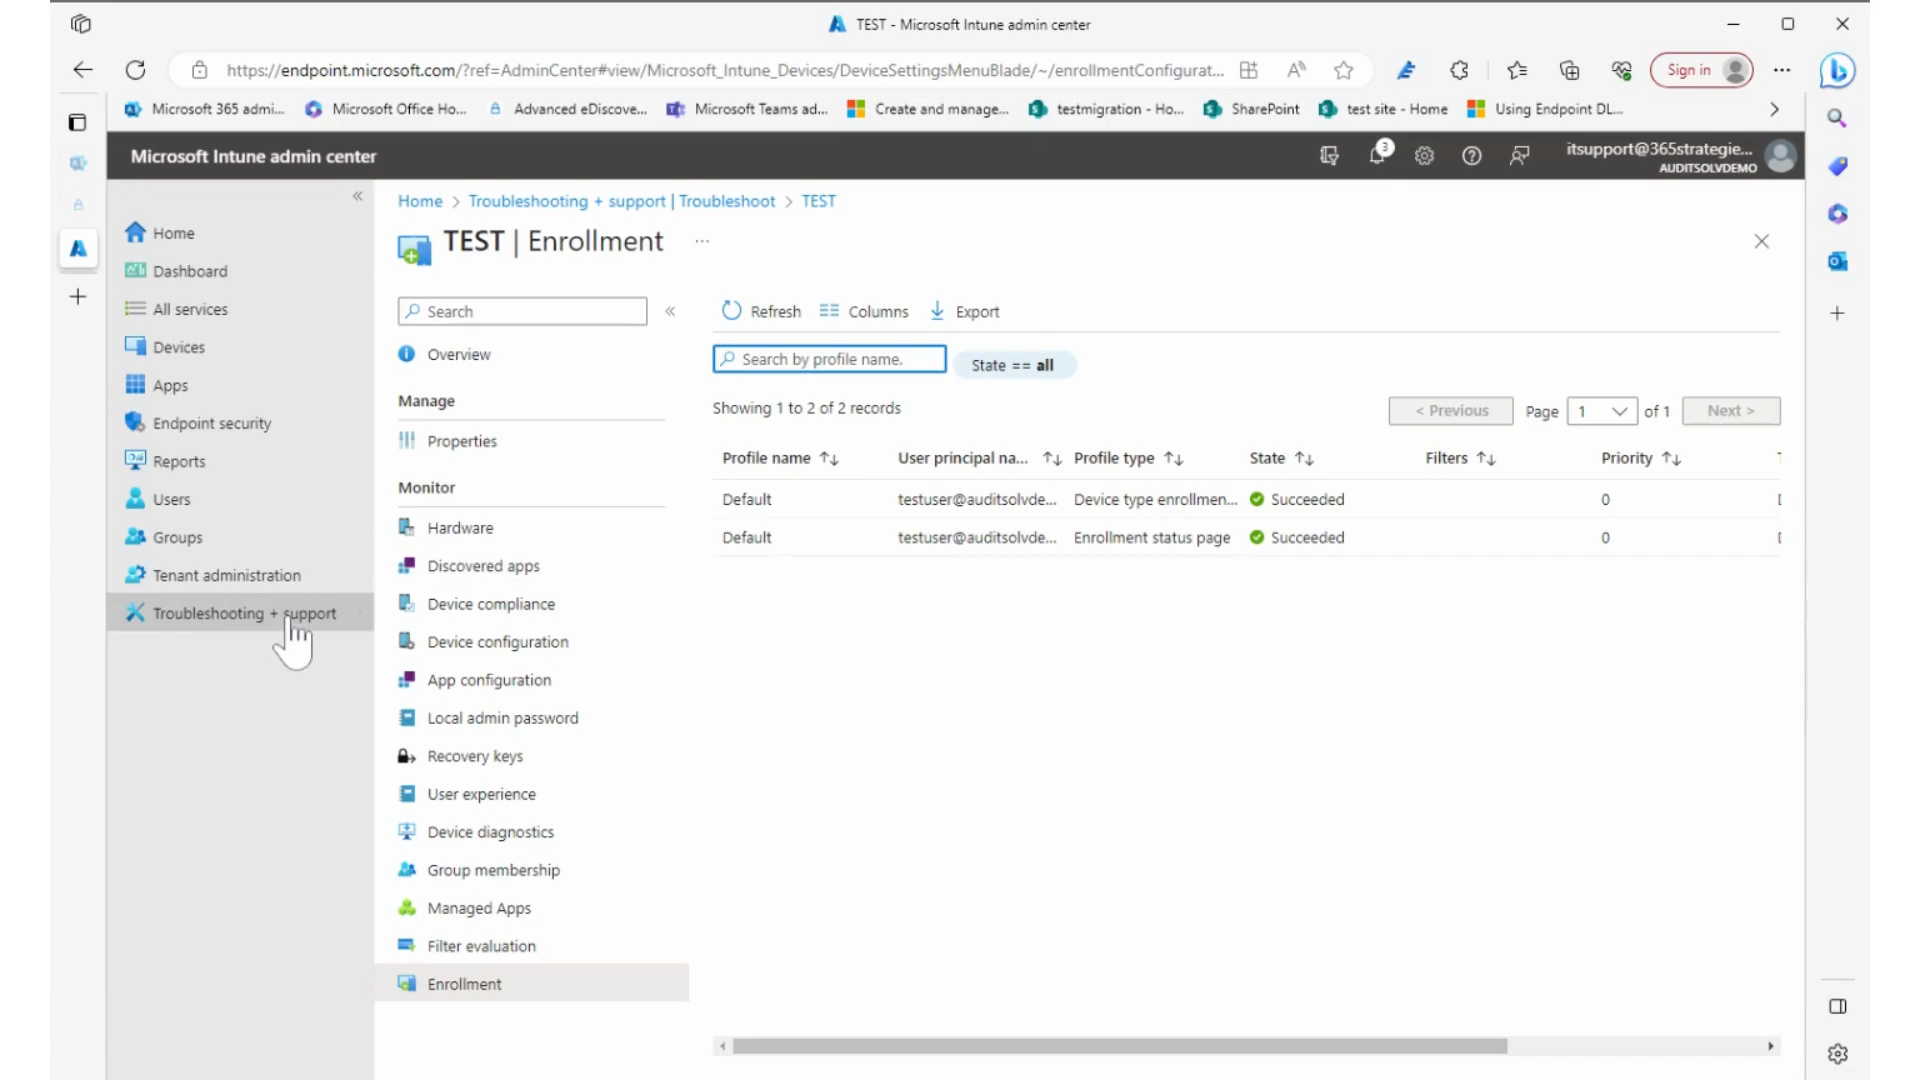 TEST - Microsoft Intune admin center
https://endpoint.microsoft.com/?ref=AdminCenter#view/Microsoft_Intune_Devices/DeviceSettingsMenuBlade/~/enrollmentConfigurat...
Sign in
Microsoft 365 admi...
Microsoft Office Ho...
Advanced eDiscove...
Microsoft Teams ad...
Create and manage...
testmigration - Ho...
SharePoint
test site - Home
Using Endpoint DL...
Microsoft Intune admin center
3
itsupport@365strategie...
AUDITSOLVDEMO
Home
Dashboard
All services
Devices
Apps
Endpoint security
Reports
Users
Groups
Tenant administration
Troubleshooting + support
Home > Troubleshooting + support | Troubleshoot > TEST
TEST | Enrollment ...
Search
Overview
Manage
Properties
Monitor
Hardware
Discovered apps
Device compliance
Device configuration
App configuration
Local admin password
Recovery keys
User experience
Device diagnostics
Group membership
Managed Apps
Filter evaluation
Enrollment
Refresh Columns Export
Search by profile name.
State == all
Showing 1 to 2 of 2 records
< Previous Page 1 of 1 Next >
Profile name User principal na... Profile type State Filters Priority
Default testuser@auditsolvde... Device type enrollmen... Succeeded 0
Default testuser@auditsolvde... Enrollment status page Succeeded 0